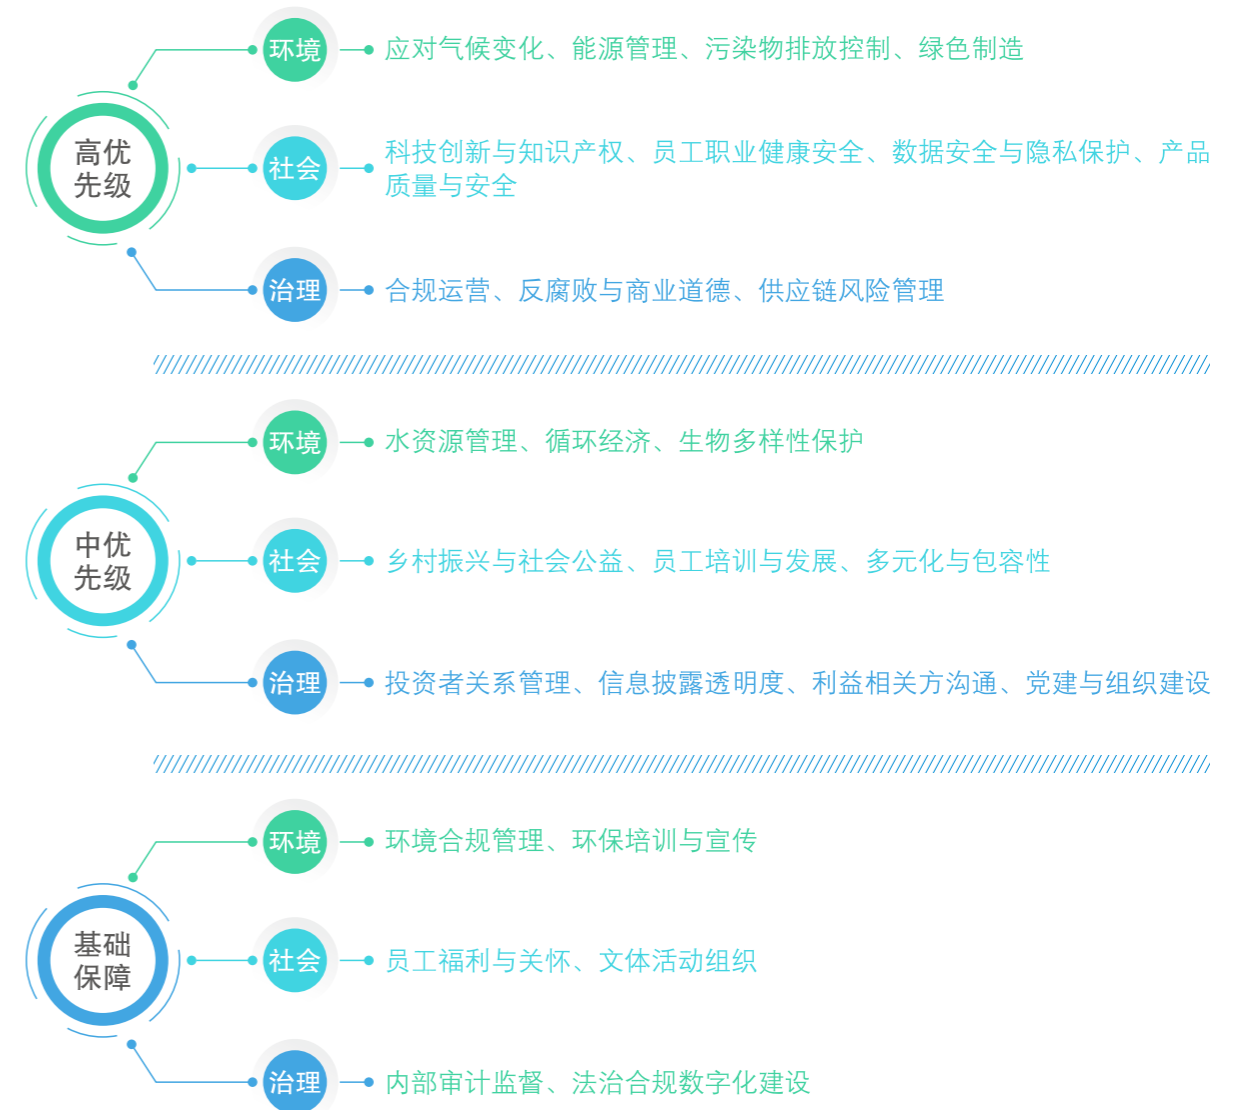 高优
先级
环境
应对气候变化、能源管理、污染物排放控制、绿色制造
社会
科技创新与知识产权、员工职业健康安全、数据安全与隐私保护、产品
质量与安全
治理
合规运营、反腐败与商业道德、供应链风险管理
中优
先级
环境
水资源管理、循环经济、生物多样性保护
社会
乡村振兴与社会公益、员工培训与发展、多元化与包容性
治理
投资者关系管理、信息披露透明度、利益相关方沟通、党建与组织建设
基础
保障
环境
环境合规管理、环保培训与宣传
社会
员工福利与关怀、文体活动组织
治理
内部审计监督、法治合规数字化建设